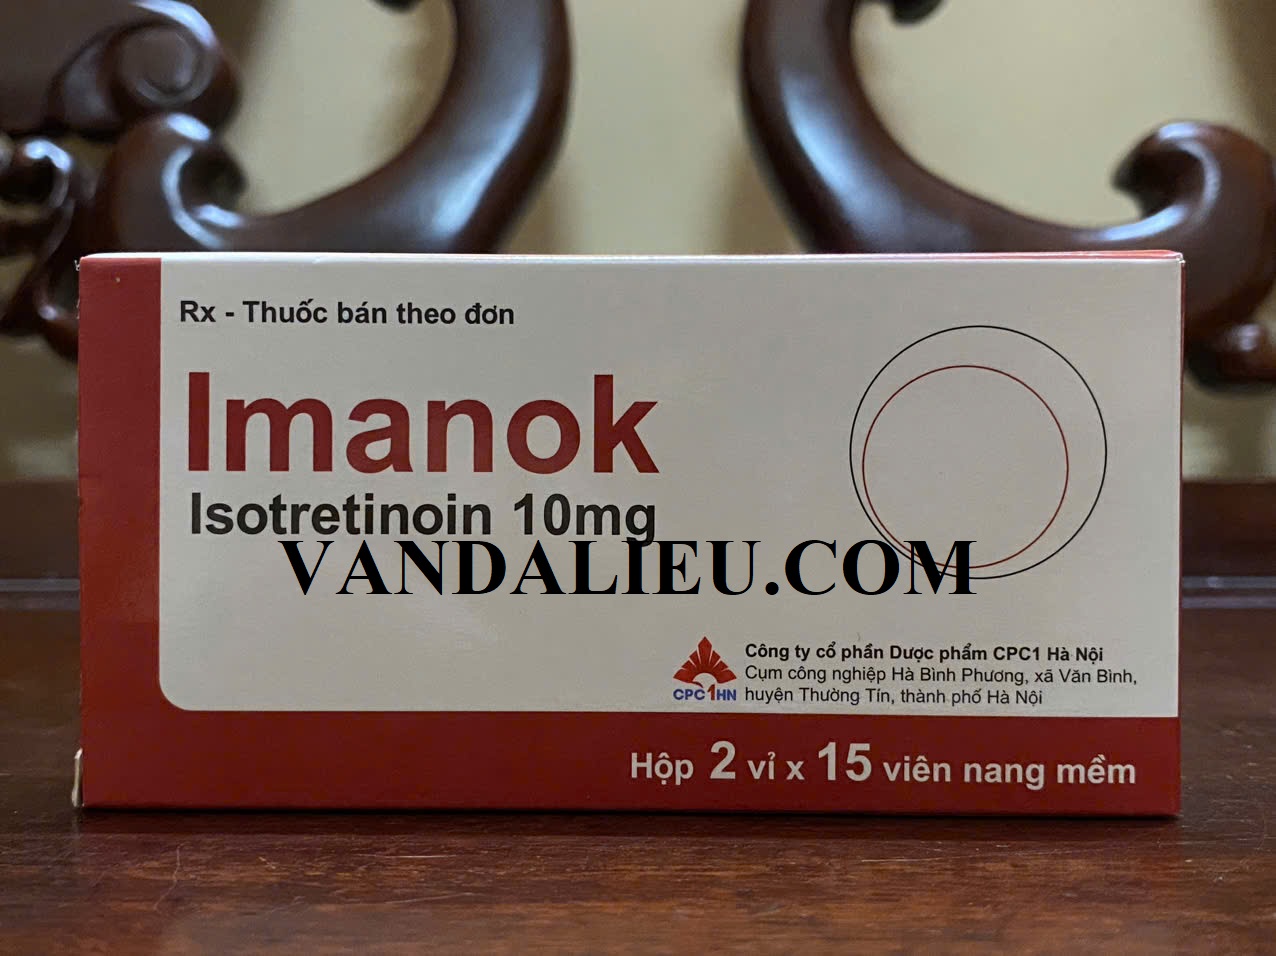 Rx - Thuốc bán theo đơn
Imanok
Isotretinoin 10mg
VANDALIEU.COM
Công ty cổ phần Dược phẩm CPC1 Hà Nội
Cụm công nghiệp Hà Bình Phương, xã Văn Bình,
CPC1HN huyện Thường Tín, thành phố Hà Nội
Hộp 2 vỉ x 15 viên nang mềm